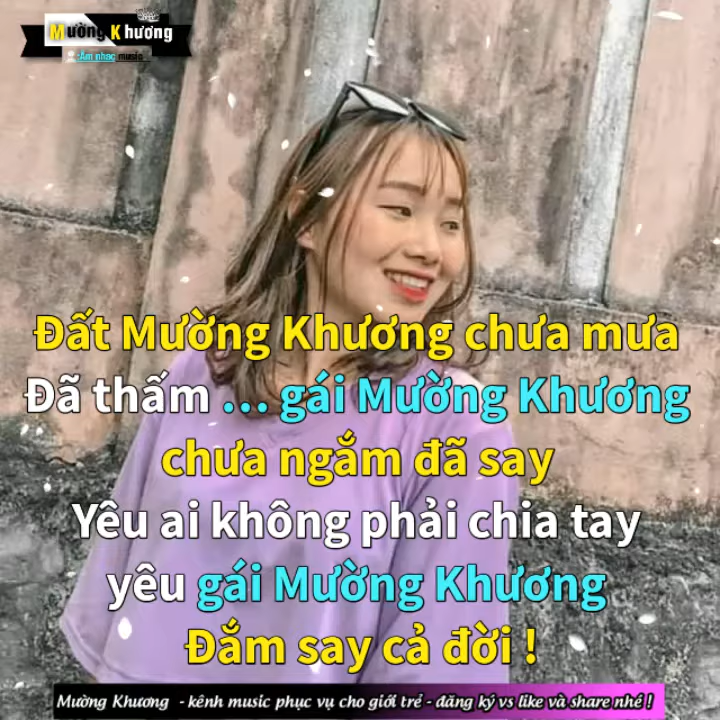 Mường Khương
Âm nhạc music
Đất Mường Khương chưa mưa
Đã thấm ... gái Mường Khương
chưa ngắm đã say
Yêu ai không phải chia tay
yêu gái Mường Khương
Đắm say cả đời !
Mường Khương - kênh music phục vụ cho giới trẻ - đăng ký vs like và share nhé !